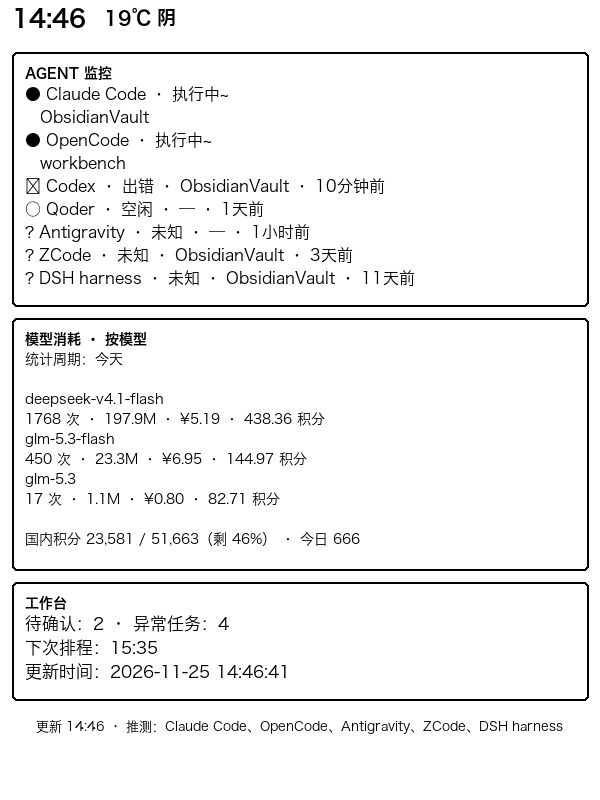 14:46 19℃ 阴
AGENT 监控
● Claude Code · 执行中~
ObsidianVault
● OpenCode · 执行中~
workbench
☒ Codex · 出错 · ObsidianVault · 10分钟前
○ Qoder · 空闲 · — · 1天前
? Antigravity · 未知 · — · 1小时前
? ZCode · 未知 · ObsidianVault · 3天前
? DSH harness · 未知 · ObsidianVault · 11天前
模型消耗 · 按模型
统计周期：今天
deepseek-v4.1-flash
1768 次 · 197.9M · ¥5.19 · 438.36 积分
glm-5.3-flash
450 次 · 23.3M · ¥6.95 · 144.97 积分
glm-5.3
17 次 · 1.1M · ¥0.80 · 82.71 积分
国内积分 23,581 / 51,663（剩 46%） · 今日 666
工作台
待确认：2 · 异常任务：4
下次排程：15:35
更新时间：2026-11-25 14:46:41
更新 14:46 · 推测：Claude Code、OpenCode、Antigravity、ZCode、DSH harness